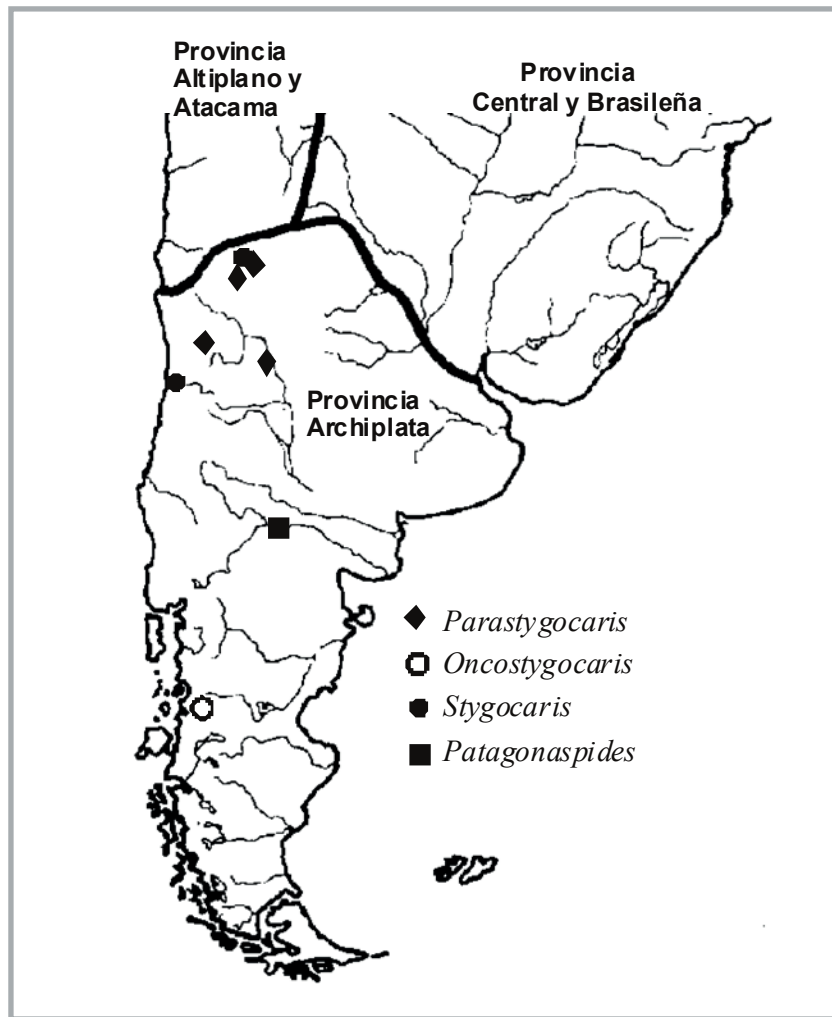 Provincia
Altiplano y
Atacama
Provincia
Central y Brasileña
Provincia
Archiplata
Parastygocaris
Oncostygocaris
Stygocaris
Patagonaspides